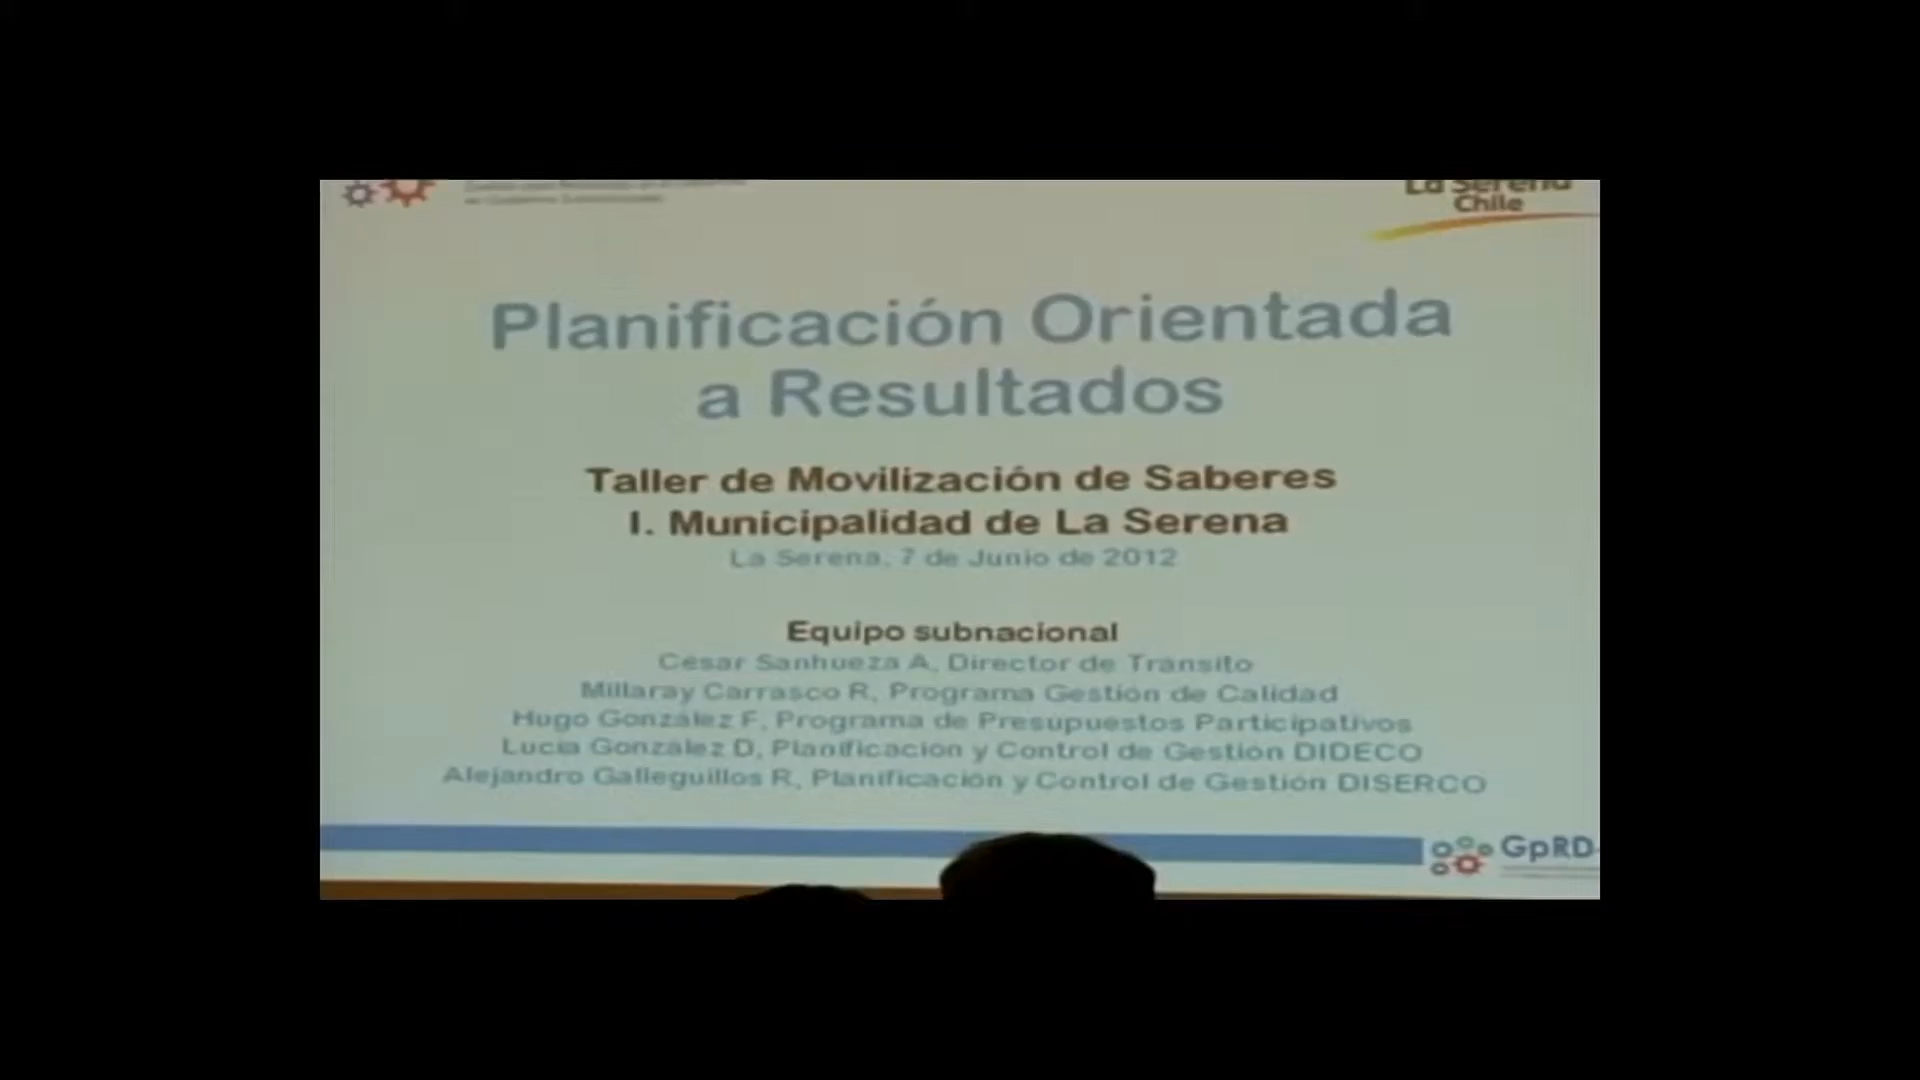 La Serena
Chile
Planificación Orientada
a Resultados
Taller de Movilización de Saberes
I. Municipalidad de La Serena
La Serena, 7 de Junio de 2012
Equipo subnacional
César Sanhueza A, Director de Transito
Millaray Carrasco R, Programa Gestión de Calidad
Hugo González F, Programa de Presupuestos Participativos
Lucía González D, Planificación y Control de Gestión DIDECO
Alejandro Galleguillos R, Planificación y Control de Gestión DISERCO
GpRD